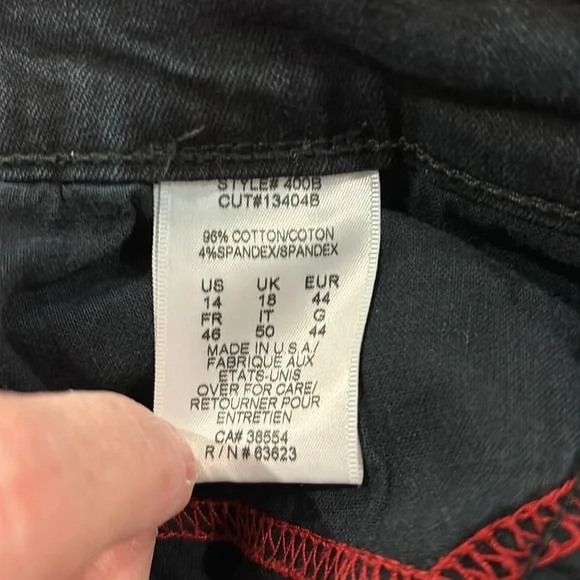 STYLE# 400B
CUT#13404B
96% COTTON/COTON
4%SPANDEX/SPANDEX
US UK EUR
14 18 44
FR IT G
46 50 44
MADE IN U.S.A/
FABRIQUE AUX
ETATS-UNIS
OVER FOR CARE/
RETOURNER POUR
ENTRETIEN
CA# 38554
R/N # 63623